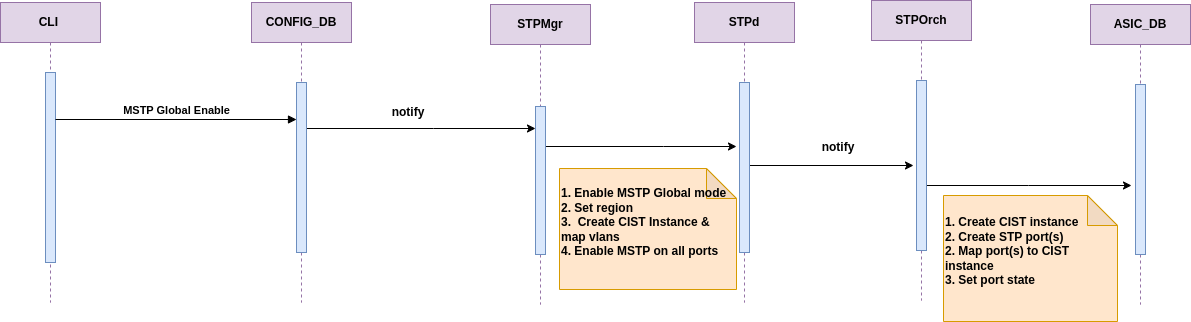 CLI
CONFIG_DB
STPMgr
STPd
STPOrch
ASIC_DB
MSTP Global Enable
notify
notify
1. Enable MSTP Global mode
2. Set region
3.  Create CIST Instance &
map vlans
4. Enable MSTP on all ports
1. Create CIST instance
2. Create STP port(s)
2. Map port(s) to CIST
instance
3. Set port state